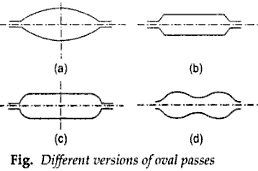 (a) (b)
(c) (d)
Fig. Different versions of oval passes